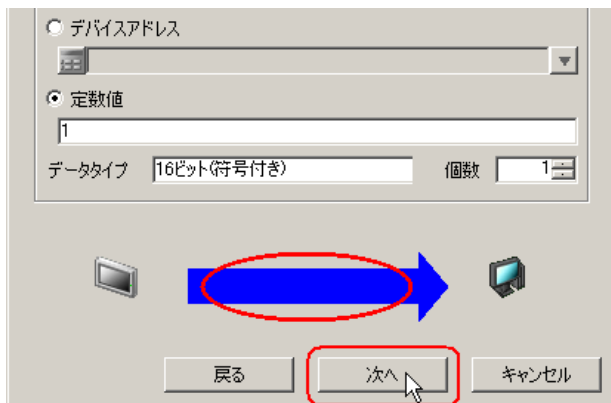 デバイスアドレス
定数値
1
データタイプ 16ビット(符号付き) 個数 1
戻る 次へ キャンセル